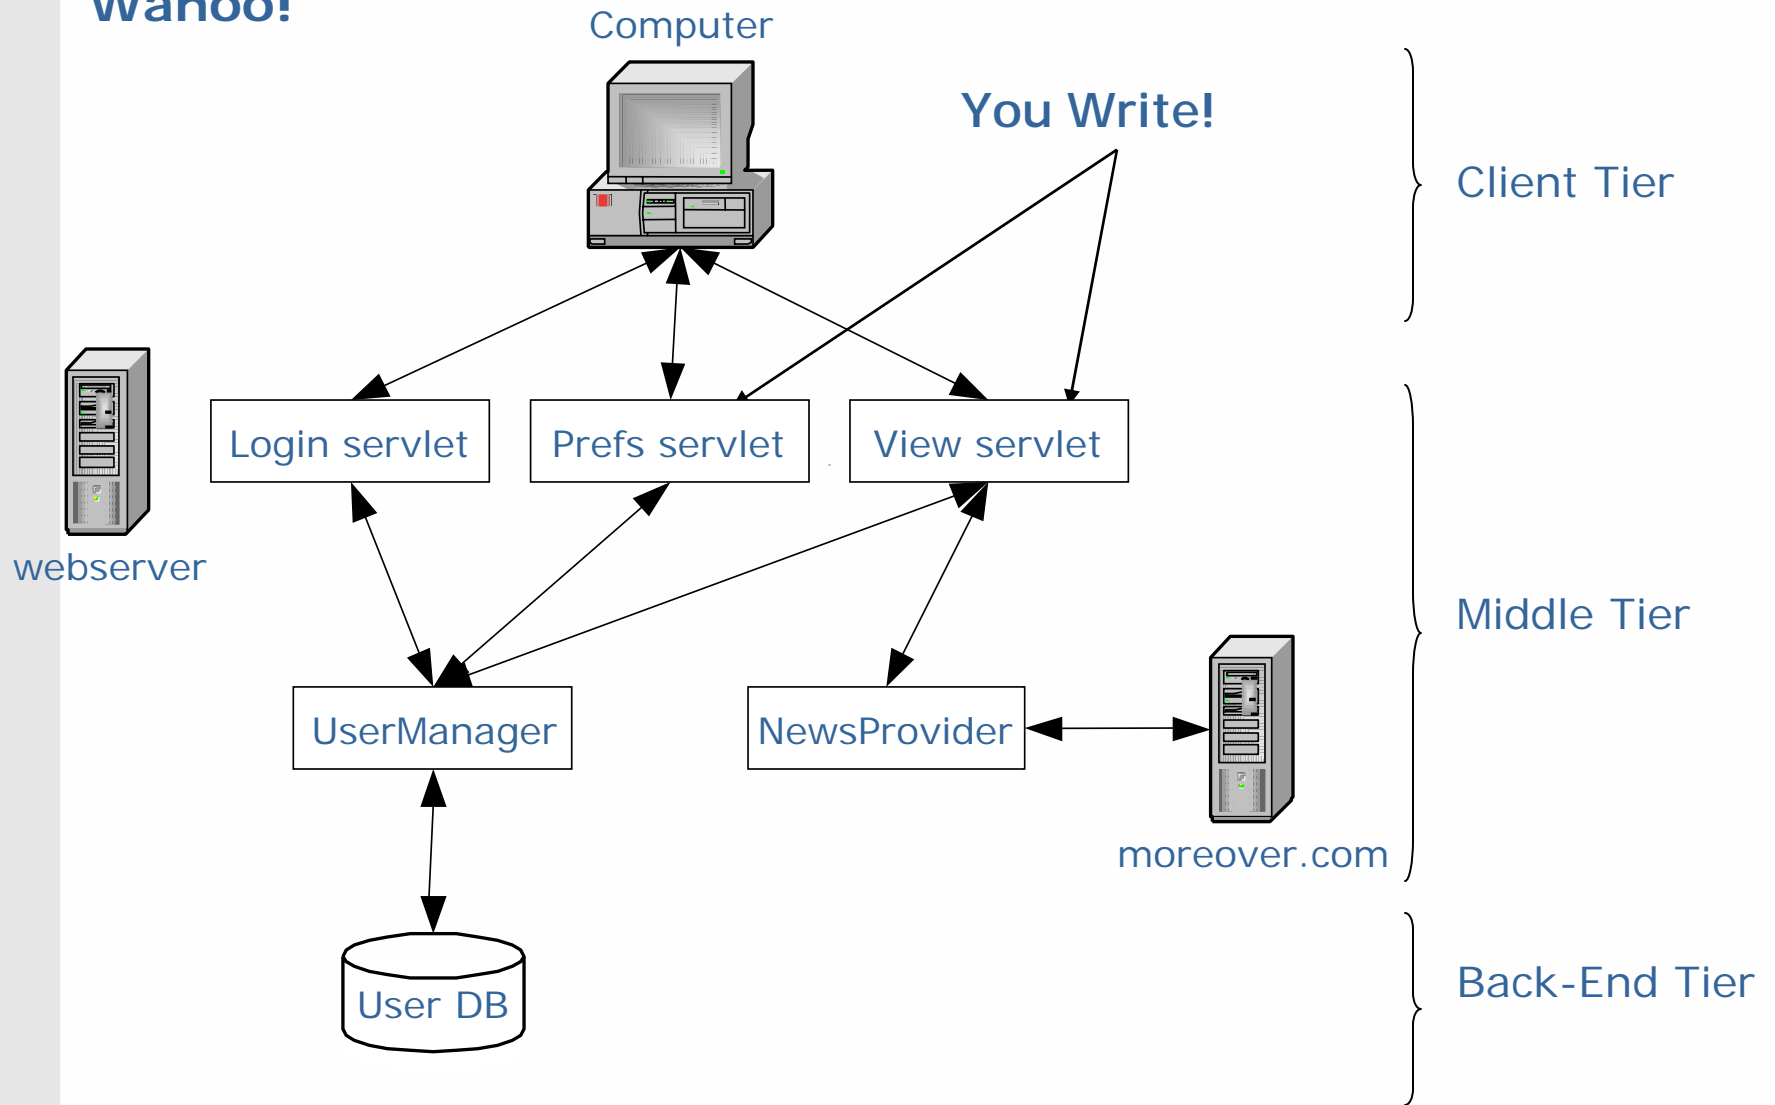 Wahoo!
Computer
You Write!
Client Tier
Login servlet
Prefs servlet
View servlet
webserver
Middle Tier
UserManager
NewsProvider
moreover.com
Back-End Tier
User DB